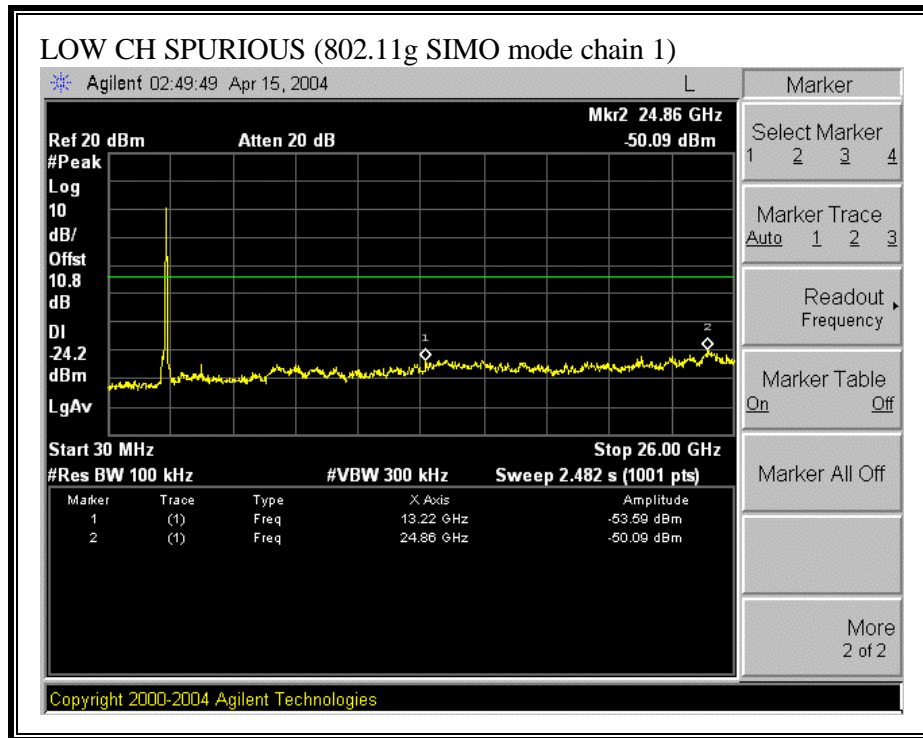 LOW CH SPURIOUS (802.11g SIMO mode chain 1)
Agilent 02:49:49 Apr 15, 2004 L
Mkr2 24.86 GHz
Ref 20 dBm Atten 20 dB -50.09 dBm
#Peak
Log
10
dB/
Offst
10.8
dB
DI
-24.2
dBm
LgAv
1
2
Start 30 MHz Stop 26.00 GHz
#Res BW 100 kHz #VBW 300 kHz Sweep 2.482 s (1001 pts)
Marker Trace Type X Axis Amplitude
1 (1) Freq 13.22 GHz -53.59 dBm
2 (1) Freq 24.86 GHz -50.09 dBm
Marker
Select Marker
1 2 3 4
Marker Trace
Auto 1 2 3
Readout
Frequency
Marker Table
On Off
Marker All Off
More
2 of 2
Copyright 2000-2004 Agilent Technologies